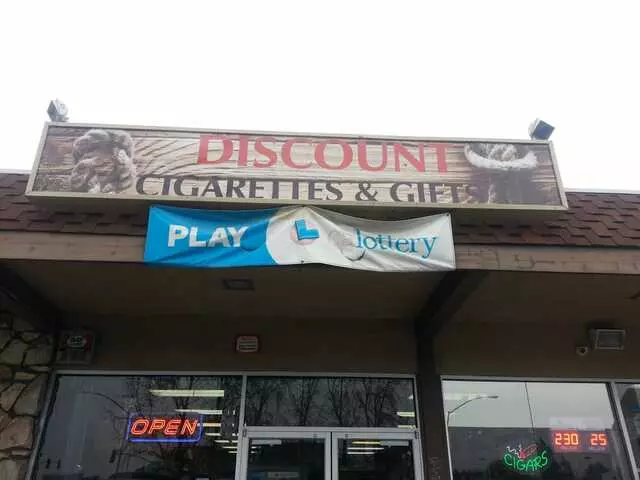 DISCOUNT
CIGARETTES & GIFTS
PLAY
lottery
OPEN
230 25
CIGARS